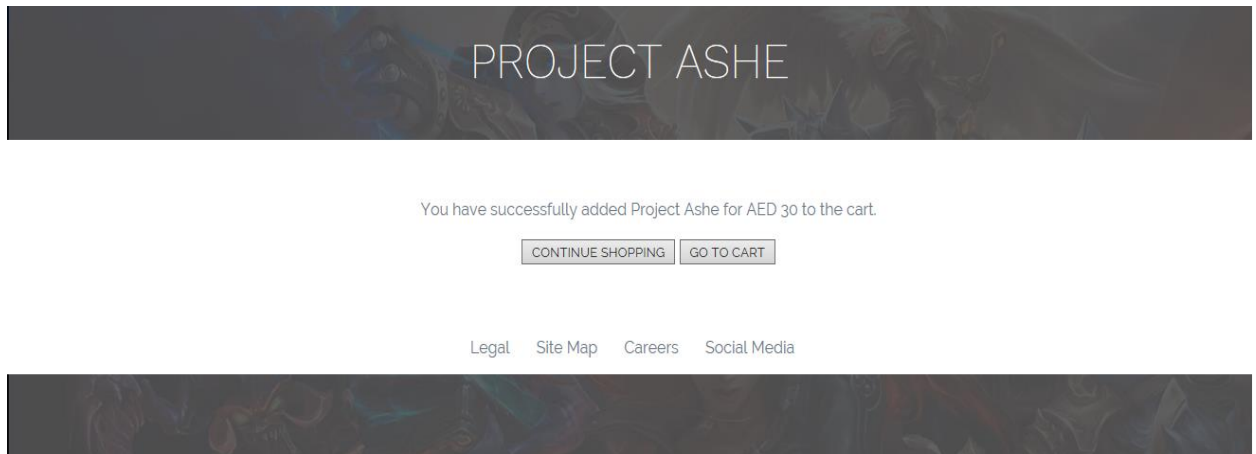 PROJECT ASHE
You have successfully added Project Ashe for AED 30 to the cart.
CONTINUE SHOPPING GO TO CART
Legal Site Map Careers Social Media